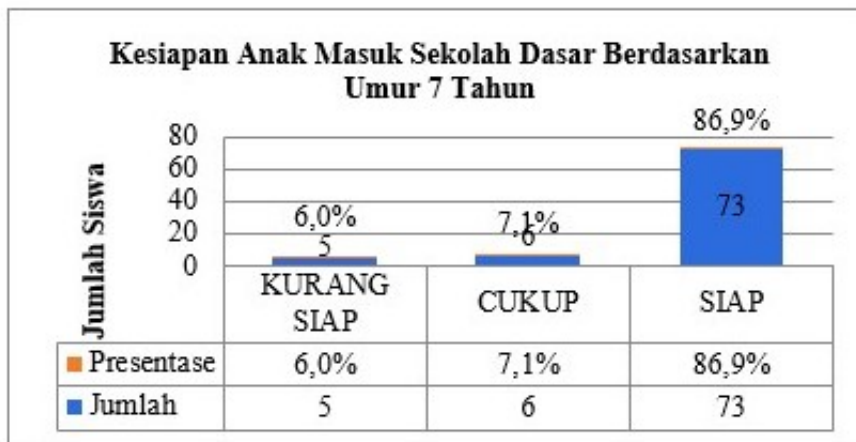 Kesiapan Anak Masuk Sekolah Dasar Berdasarkan
Umur 7 Tahun
Jumlah Siswa
80
60
40
20
0
6,0%
5
7,1%
6
86,9%
73
KURANG
SIAP
CUKUP
SIAP
Presentase 6,0% 7,1% 86,9%
Jumlah 5 6 73